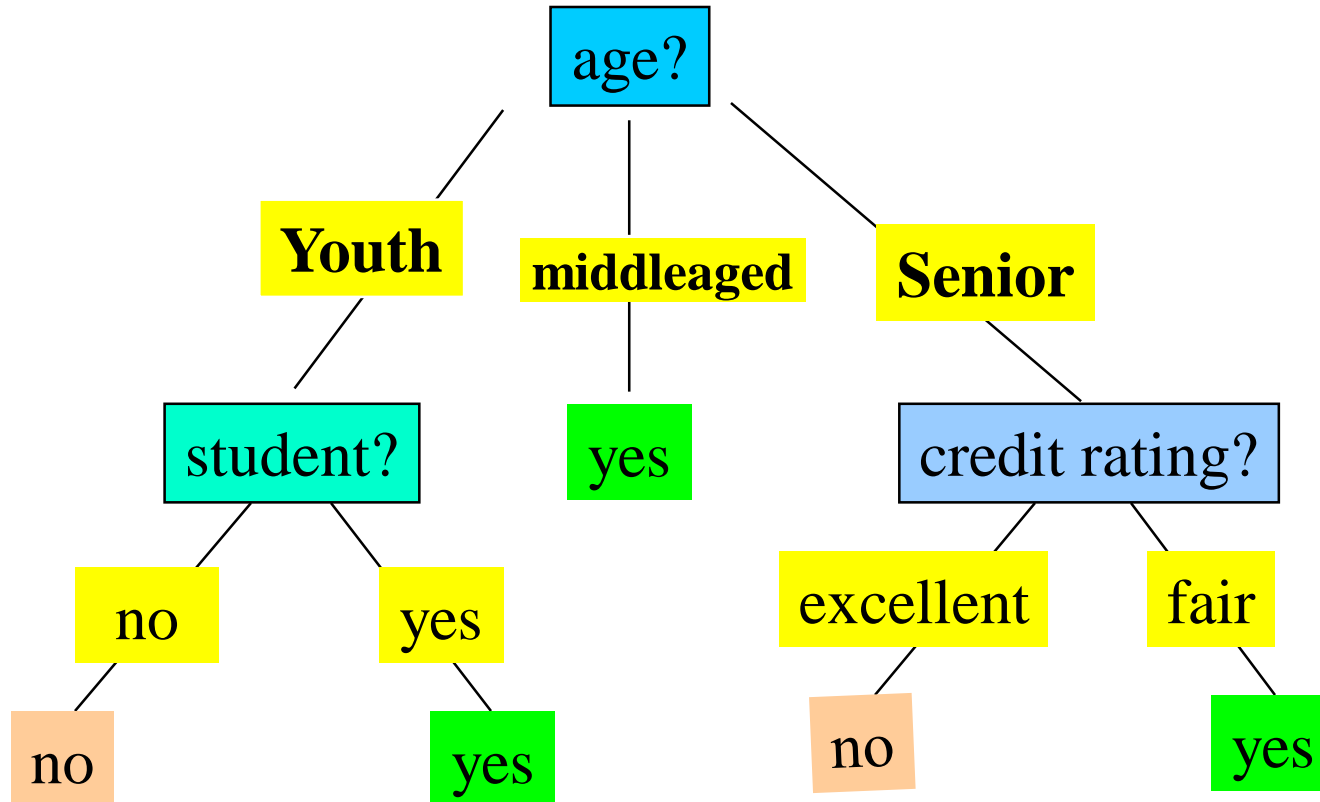 age?
Youth
middleaged
Senior
student?
yes
credit rating?
no
yes
excellent
fair
no
yes
no
yes